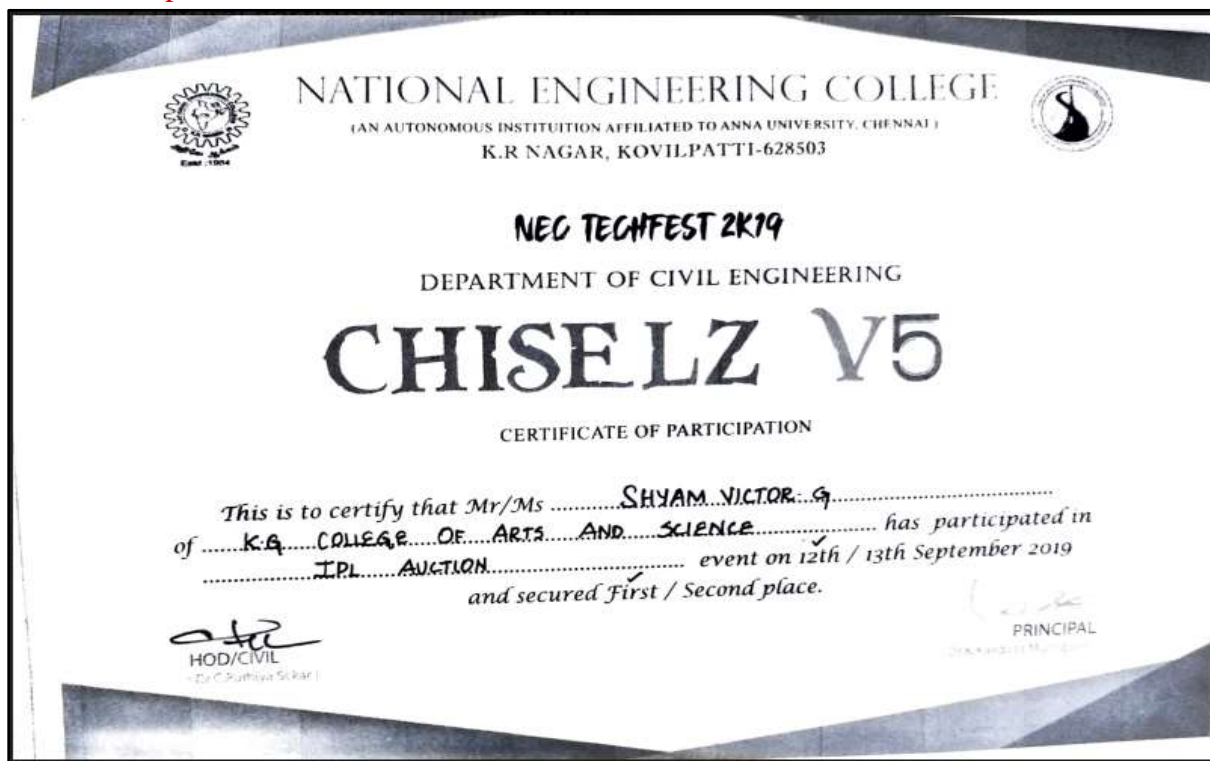 NATIONAL ENGINEERING COLLEGE
(AN AUTONOMOUS INSTITUITION AFFILIATED TO ANNA UNIVERSITY, CHENNAI)
K.R NAGAR, KOVILPATTI-628503
Estd :1984
NEC TECHFEST 2K19
DEPARTMENT OF CIVIL ENGINEERING
CHISELZ V5
CERTIFICATE OF PARTICIPATION
This is to certify that Mr/Ms SHYAM VICTOR. G
of K.G COLLEGE OF ARTS AND SCIENCE has participated in
IPL AUCTION event on 12th / 13th September 2019
and secured First / Second place.
HOD/CIVIL
PRINCIPAL